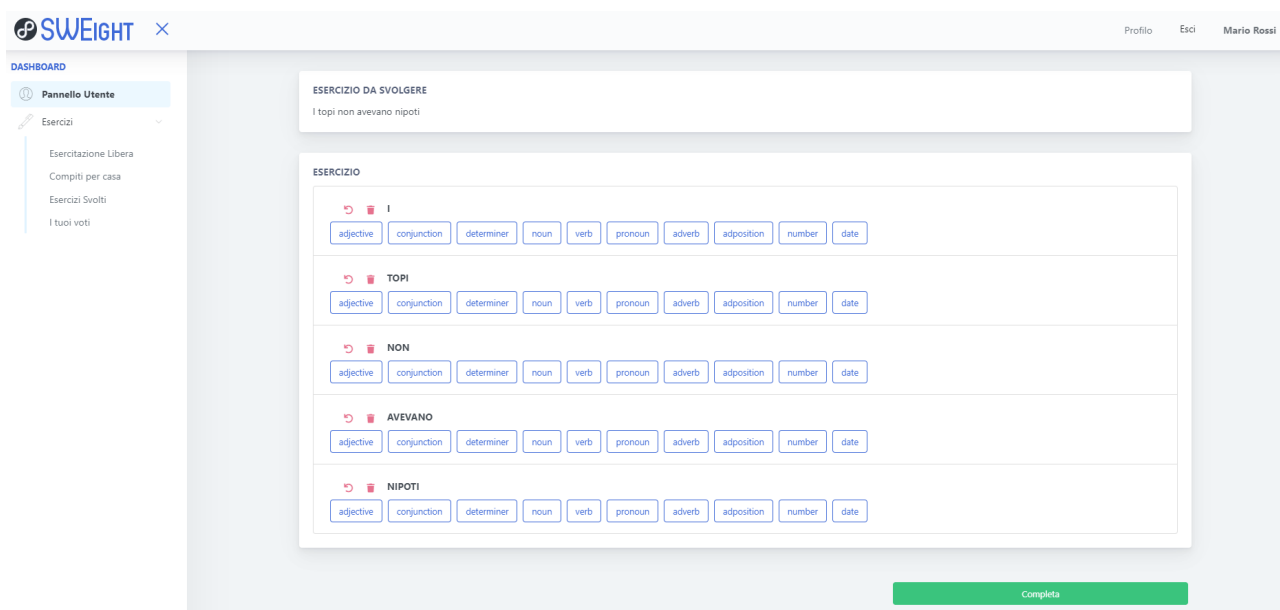 SWEIGHT
Profilo Esci Mario Rossi
DASHBOARD
Pannello Utente
Esercizi
Esercitazione Libera
Compiti per casa
Esercizi Svolti
I tuoi voti
ESERCIZIO DA SVOLGERE
I topi non avevano nipoti
ESERCIZIO
I
adjective conjunction determiner noun verb pronoun adverb adposition number date
TOPI
adjective conjunction determiner noun verb pronoun adverb adposition number date
NON
adjective conjunction determiner noun verb pronoun adverb adposition number date
AVEVANO
adjective conjunction determiner noun verb pronoun adverb adposition number date
NIPOTI
adjective conjunction determiner noun verb pronoun adverb adposition number date
Completa